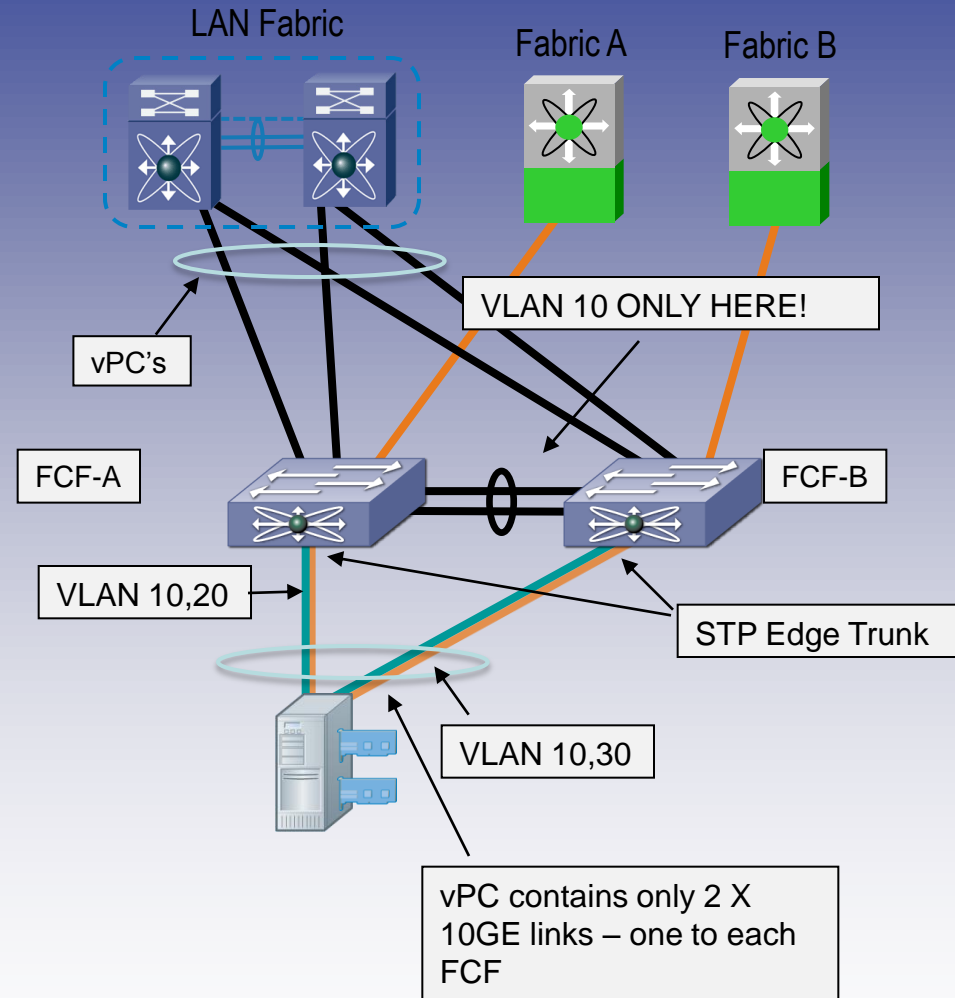 LAN Fabric
Fabric A
Fabric B
VLAN 10 ONLY HERE!
vPC's
FCF-A
FCF-B
VLAN 10,20
STP Edge Trunk
VLAN 10,30
vPC contains only 2 X
10GE links – one to each
FCF